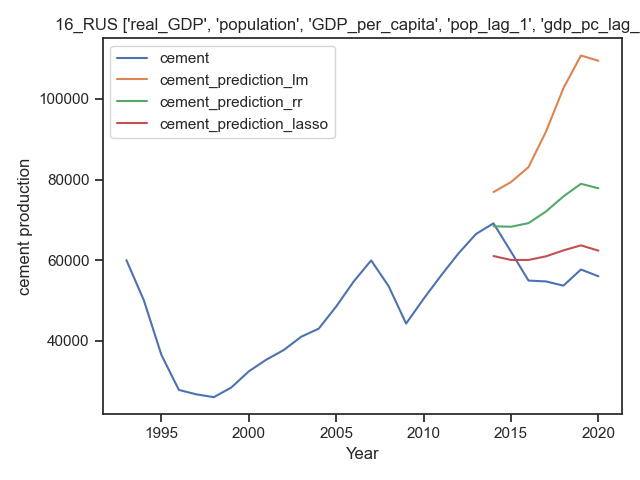 16_RUS ['real_GDP', 'population', 'GDP_per_capita', 'pop_lag_1', 'gdp_pc_lag_
cement
cement_prediction_lm
cement_prediction_rr
cement_prediction_lasso
100000
80000
60000
40000
cement production
1995
2000
2005
2010
2015
2020
Year